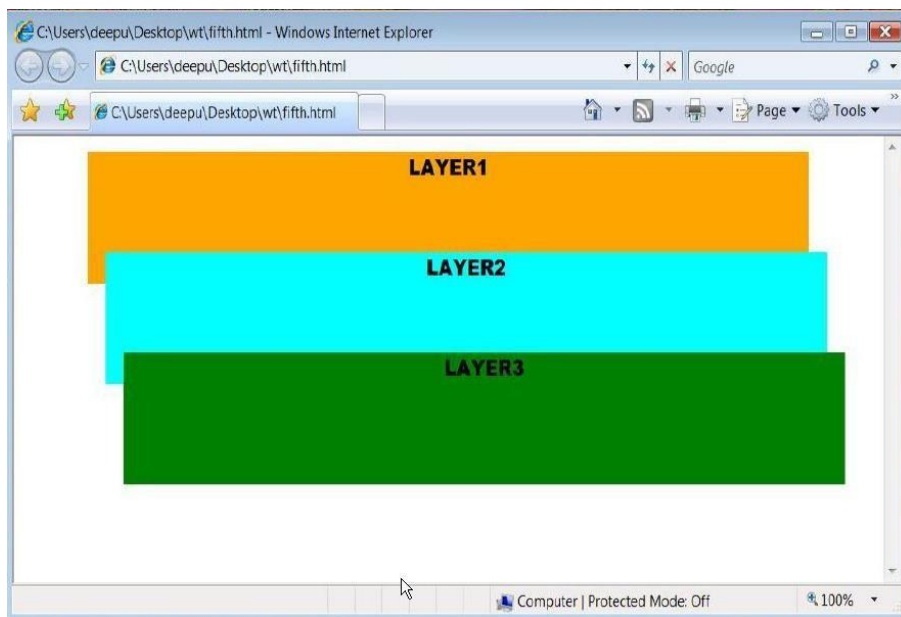 C:\Users\deepu\Desktop\wt\fifth.html - Windows Internet Explorer
C:\Users\deepu\Desktop\wt\fifth.html Google
C:\Users\deepu\Desktop\wt\fifth.html Page Tools
LAYER1
LAYER2
LAYER3
Computer | Protected Mode: Off 100%